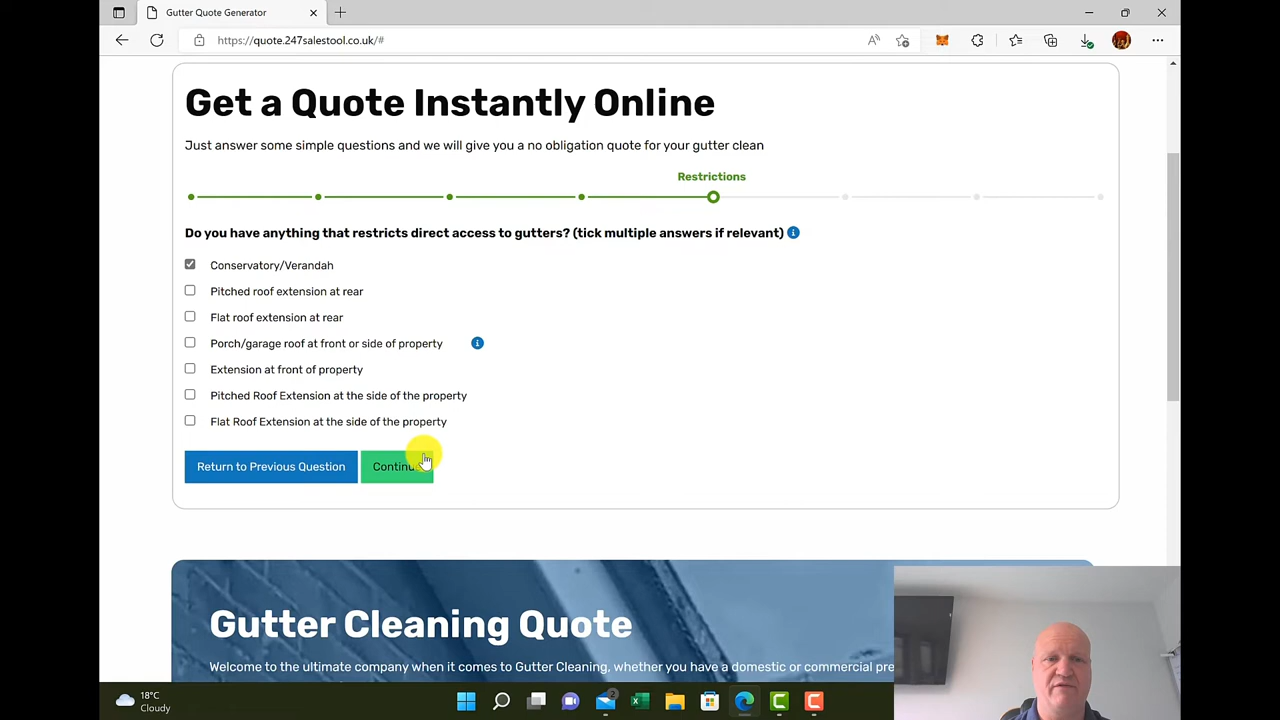 Gutter Quote Generator
https://quote.247salestool.co.uk/#
Get a Quote Instantly Online
Just answer some simple questions and we will give you a no obligation quote for your gutter clean
Restrictions
Do you have anything that restricts direct access to gutters? (tick multiple answers if relevant)
Conservatory/Verandah
Pitched roof extension at rear
Flat roof extension at rear
Porch/garage roof at front or side of property
Extension at front of property
Pitched Roof Extension at the side of the property
Flat Roof Extension at the side of the property
Return to Previous Question
Continu
Gutter Cleaning Quote
Welcome to the ultimate company when it comes to Gutter Cleaning, whether you have a domestic or commercial pre
18°C
Cloudy
2